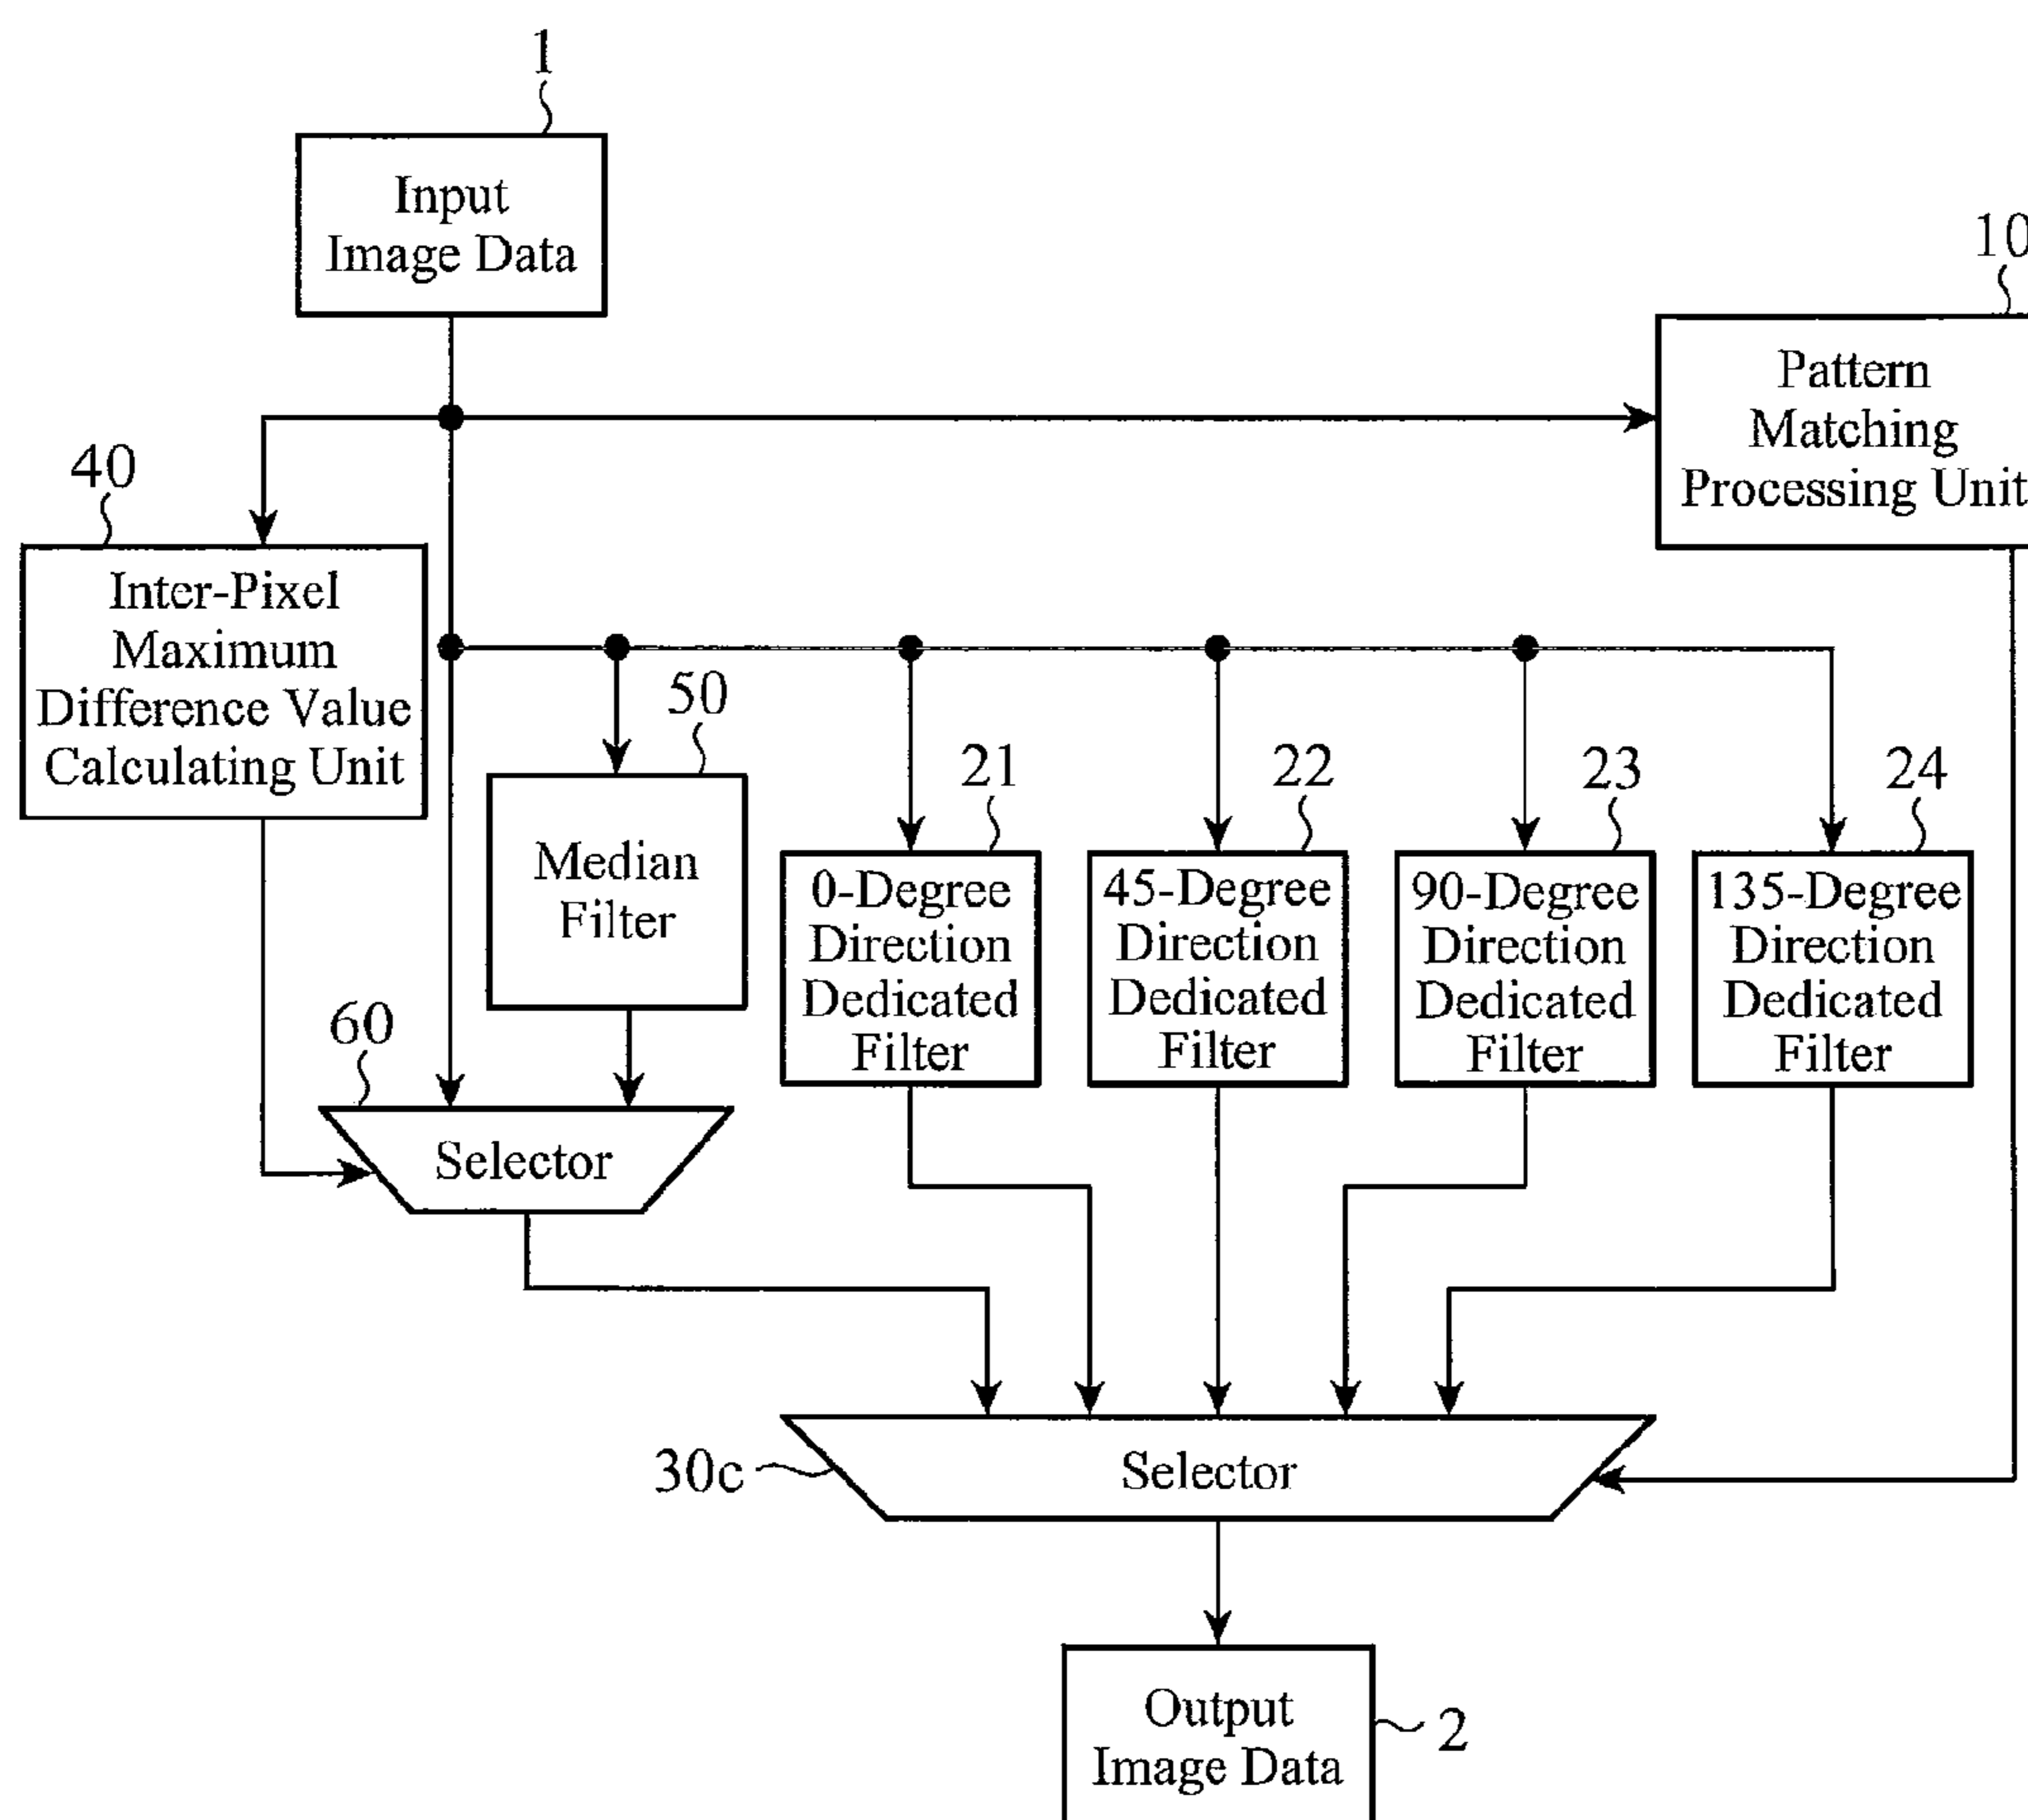 1
Input
Image Data
10
Pattern
Matching
Processing Unit
40
Inter-Pixel
Maximum
Difference Value
Calculating Unit
50
Median
Filter
21
0-Degree
Direction
Dedicated
Filter
22
45-Degree
Direction
Dedicated
Filter
23
90-Degree
Direction
Dedicated
Filter
24
135-Degree
Direction
Dedicated
Filter
60
Selector
30c
Selector
Output
Image Data
2